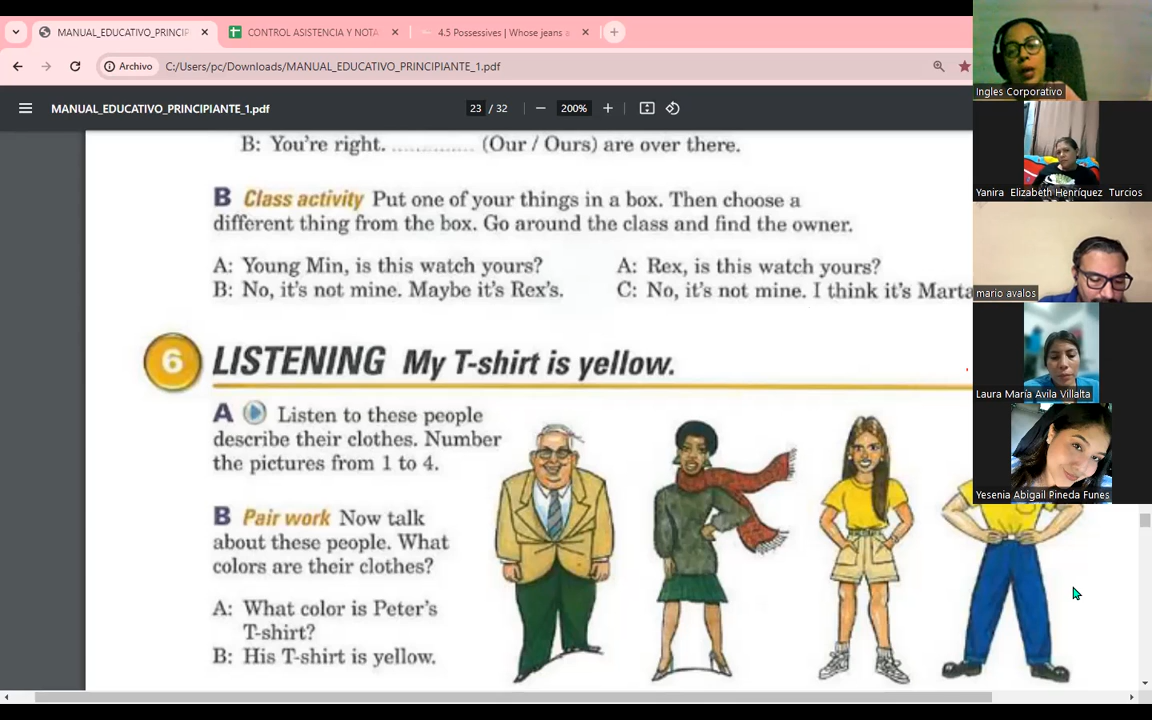 MANUAL_EDUCATIVO_PRINCIP
CONTROL ASISTENCIA Y NOTA
4.5 Possessives | Whose jeans a
Archivo
C:/Users/pc/Downloads/MANUAL_EDUCATIVO_PRINCIPIANTE_1.pdf
MANUAL_EDUCATIVO_PRINCIPIANTE_1.pdf
23 / 32
200%
B: You're right. ............... (Our / Ours) are over there.
B Class activity Put one of your things in a box. Then choose a
different thing from the box. Go around the class and find the owner.
A: Young Min, is this watch yours?
B: No, it's not mine. Maybe it's Rex's.
A: Rex, is this watch yours?
C: No, it's not mine. I think it's Marta
6 LISTENING My T-shirt is yellow.
A Listen to these people
describe their clothes. Number
the pictures from 1 to 4.
B Pair work Now talk
about these people. What
colors are their clothes?
A: What color is Peter's
T-shirt?
B: His T-shirt is yellow.
Ingles Corporativo
Yanira Elizabeth Henríquez Turcios
mario avalos
Laura María Avila Villalta
Yesenia Abigail Pineda Funes